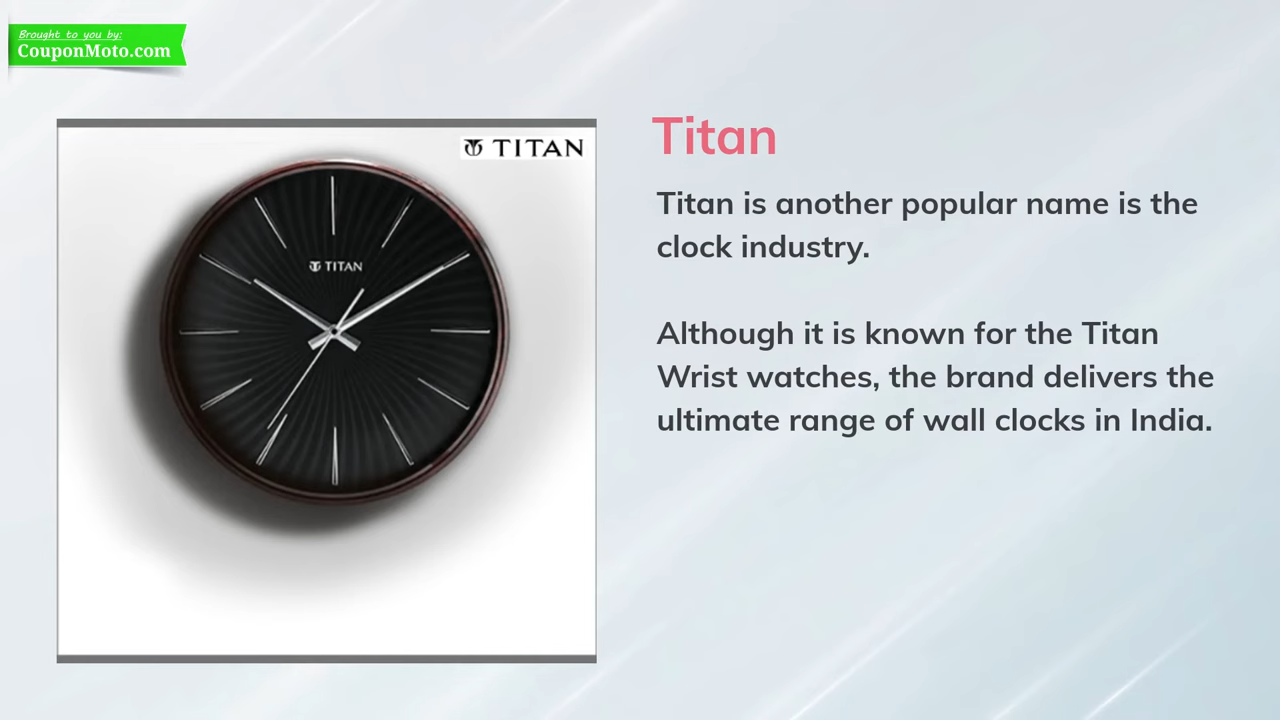 Brought to you by:
CouponMoto.com
TITAN
TITAN
Titan
Titan is another popular name is the
clock industry.
Although it is known for the Titan
Wrist watches, the brand delivers the
ultimate range of wall clocks in India.